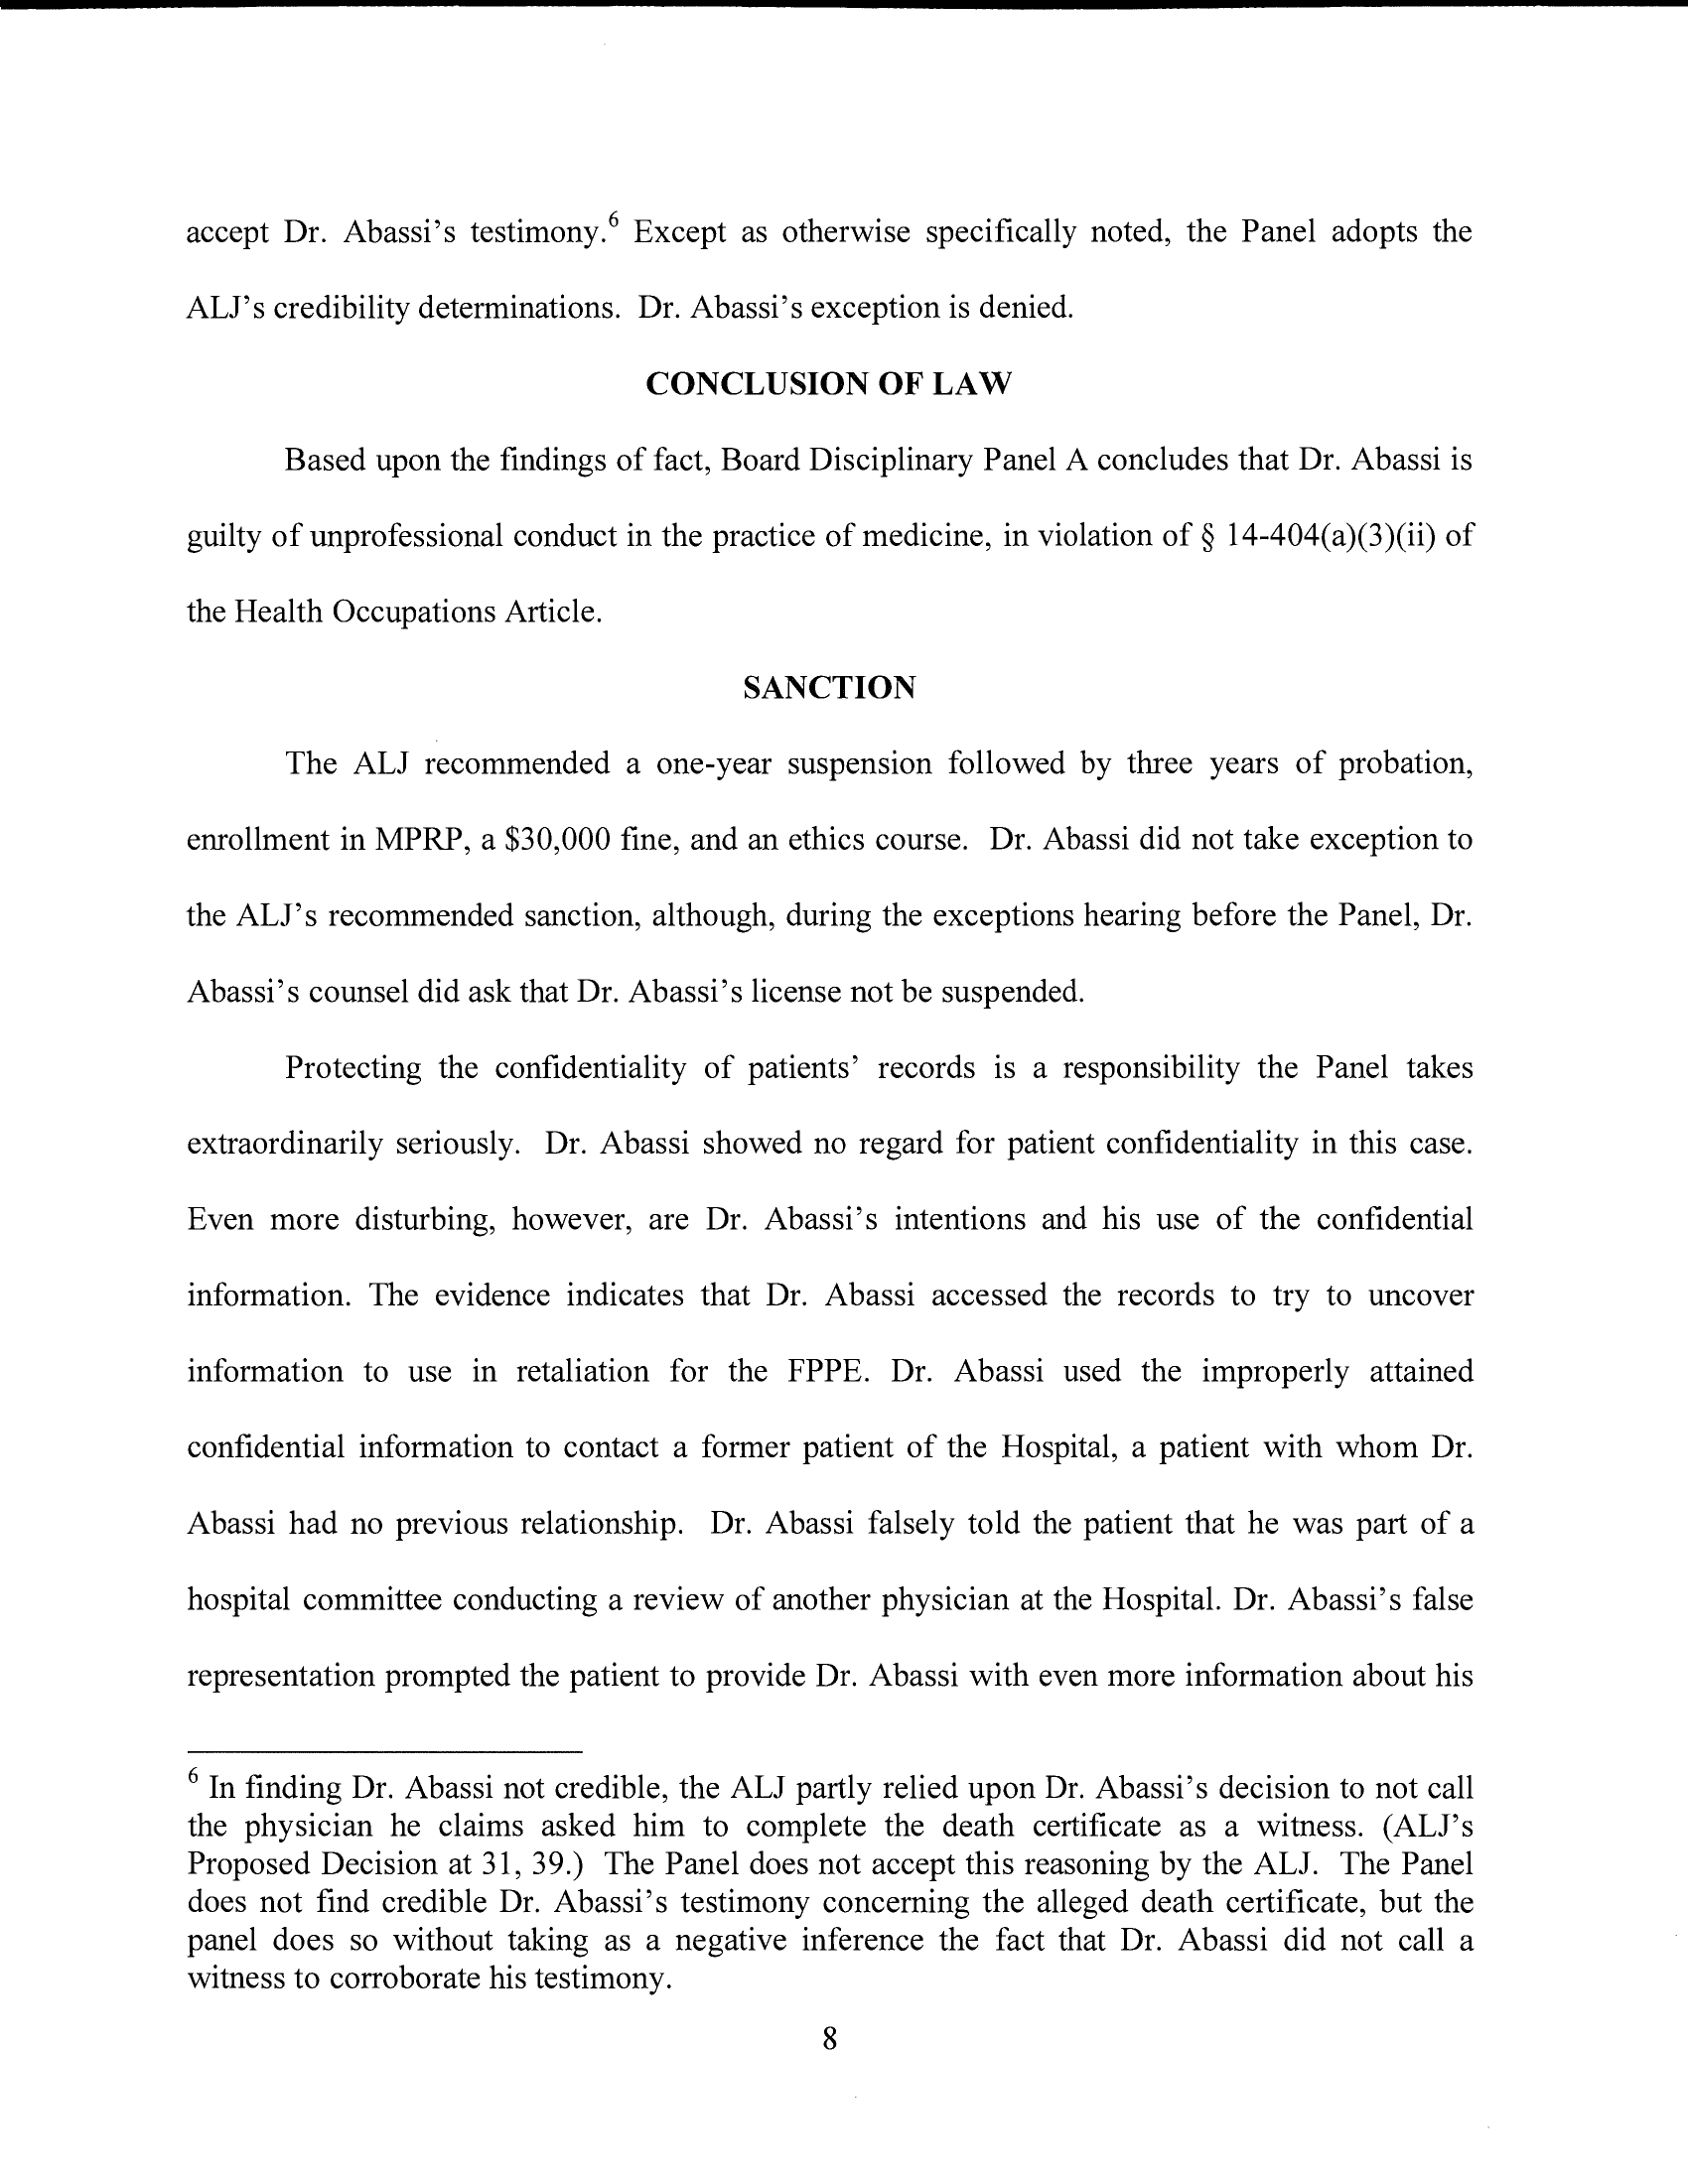 accept Dr. Abassi’s testimony.⁶ Except as otherwise specifically noted, the Panel adopts the
ALJ’s credibility determinations. Dr. Abassi’s exception is denied.
CONCLUSION OF LAW
Based upon the findings of fact, Board Disciplinary Panel A concludes that Dr. Abassi is
guilty of unprofessional conduct in the practice of medicine, in violation of § 14-404(a)(3)(ii) of
the Health Occupations Article.
SANCTION
The ALJ recommended a one-year suspension followed by three years of probation,
enrollment in MPRP, a $30,000 fine, and an ethics course. Dr. Abassi did not take exception to
the ALJ’s recommended sanction, although, during the exceptions hearing before the Panel, Dr.
Abassi’s counsel did ask that Dr. Abassi’s license not be suspended.
Protecting the confidentiality of patients’ records is a responsibility the Panel takes
extraordinarily seriously. Dr. Abassi showed no regard for patient confidentiality in this case.
Even more disturbing, however, are Dr. Abassi’s intentions and his use of the confidential
information. The evidence indicates that Dr. Abassi accessed the records to try to uncover
information to use in retaliation for the FPPE. Dr. Abassi used the improperly attained
confidential information to contact a former patient of the Hospital, a patient with whom Dr.
Abassi had no previous relationship. Dr. Abassi falsely told the patient that he was part of a
hospital committee conducting a review of another physician at the Hospital. Dr. Abassi’s false
representation prompted the patient to provide Dr. Abassi with even more information about his
⁶ In finding Dr. Abassi not credible, the ALJ partly relied upon Dr. Abassi’s decision to not call
the physician he claims asked him to complete the death certificate as a witness. (ALJ’s
Proposed Decision at 31, 39.) The Panel does not accept this reasoning by the ALJ. The Panel
does not find credible Dr. Abassi’s testimony concerning the alleged death certificate, but the
panel does so without taking as a negative inference the fact that Dr. Abassi did not call a
witness to corroborate his testimony.
8